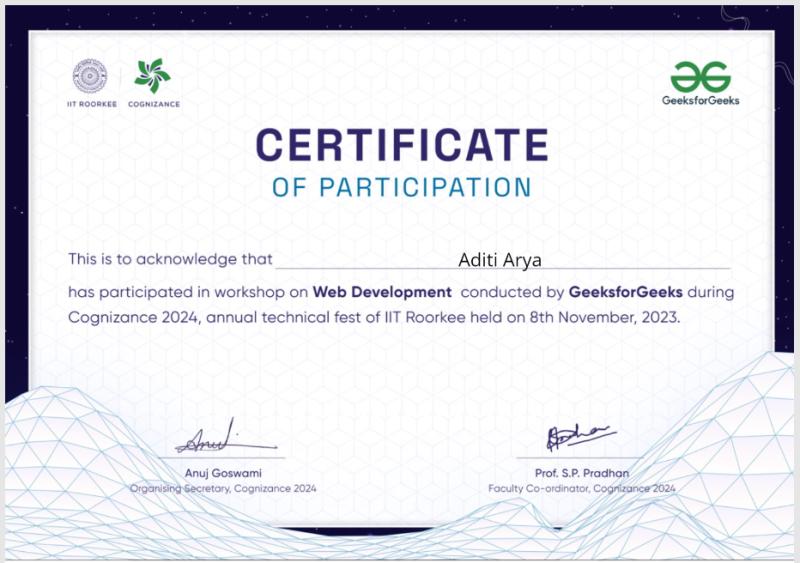 IIT ROORKEE COGNIZANCE GeeksforGeeks
CERTIFICATE
OF PARTICIPATION
This is to acknowledge that Aditi Arya
has participated in workshop on Web Development conducted by GeeksforGeeks during
Cognizance 2024, annual technical fest of IIT Roorkee held on 8th November, 2023.
Anuj Goswami
Organising Secretary, Cognizance 2024
Prof. S.P. Pradhan
Faculty Co-ordinator, Cognizance 2024